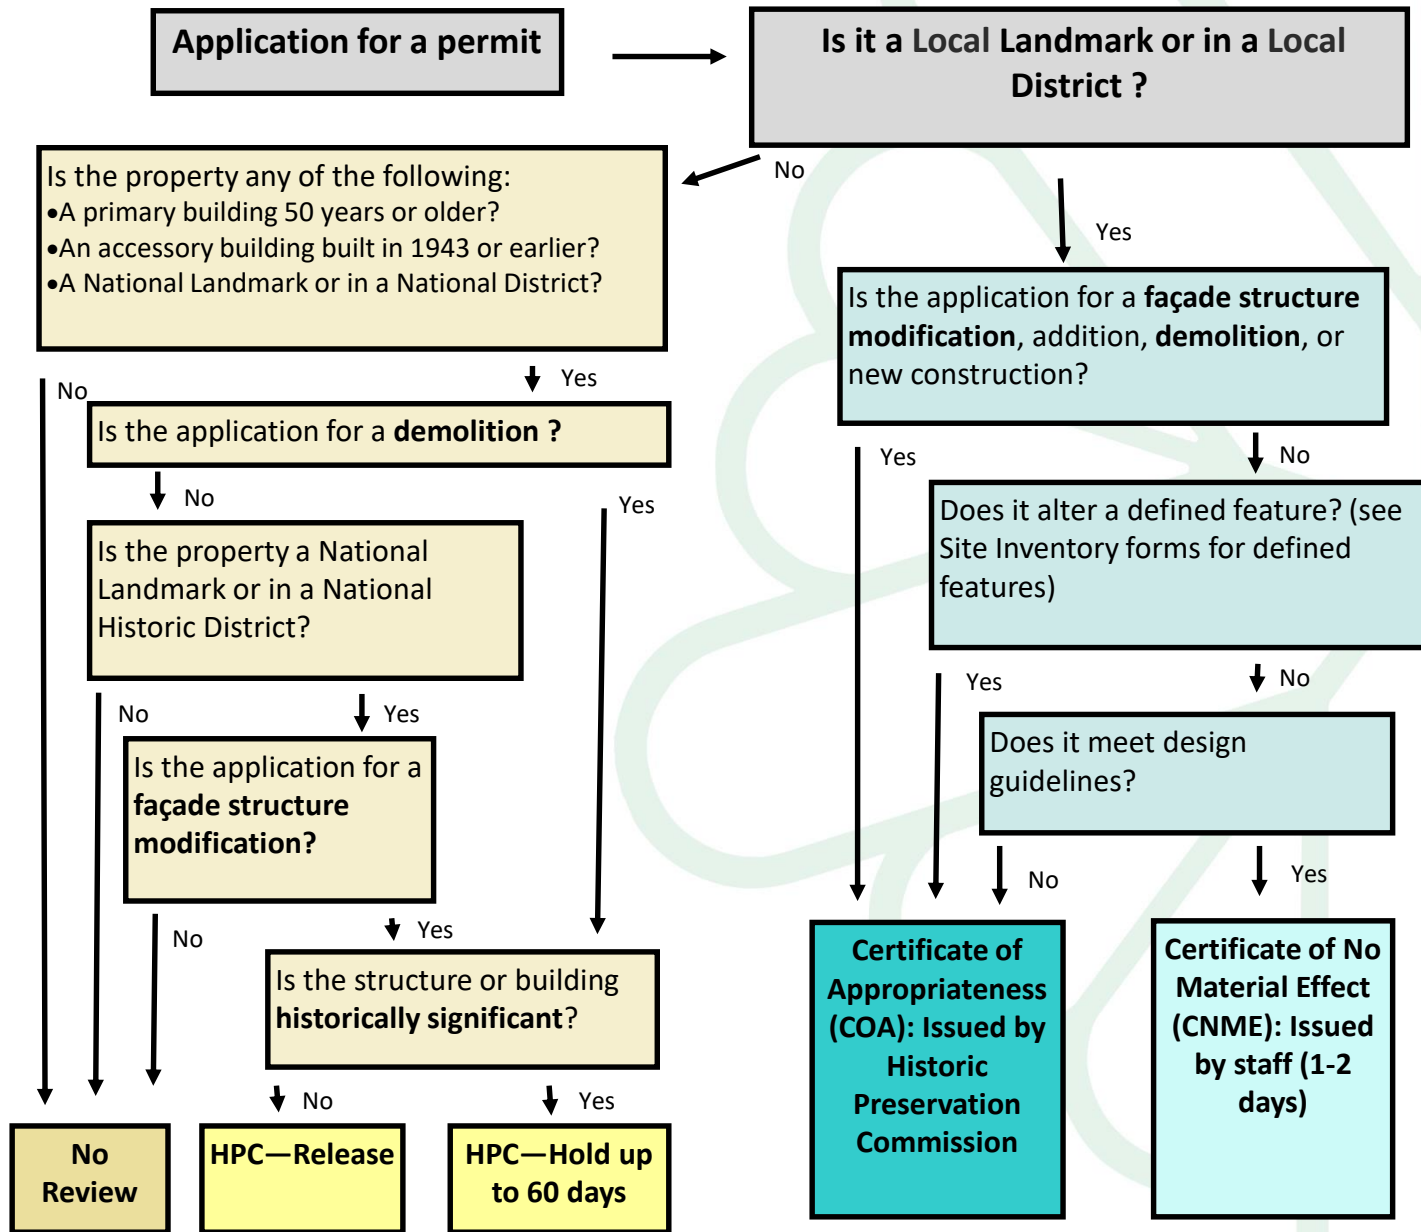 Application for a permit
Is it a Local Landmark or in a Local
District ?
No
Yes
Is the property any of the following:
•A primary building 50 years or older?
•An accessory building built in 1943 or earlier?
•A National Landmark or in a National District?
No
Yes
Is the application for a demolition ?
No
Yes
Is the property a National
Landmark or in a National
Historic District?
No
Yes
Is the application for a
façade structure
modification?
No
Yes
Is the structure or building
historically significant?
No
Yes
No
Review
HPC—Release
HPC—Hold up
to 60 days
Is the application for a façade structure
modification, addition, demolition, or
new construction?
Yes
No
Does it alter a defined feature? (see
Site Inventory forms for defined
features)
Yes
No
Does it meet design
guidelines?
No
Yes
Certificate of
Appropriateness
(COA): Issued by
Historic
Preservation
Commission
Certificate of No
Material Effect
(CNME): Issued
by staff (1-2
days)